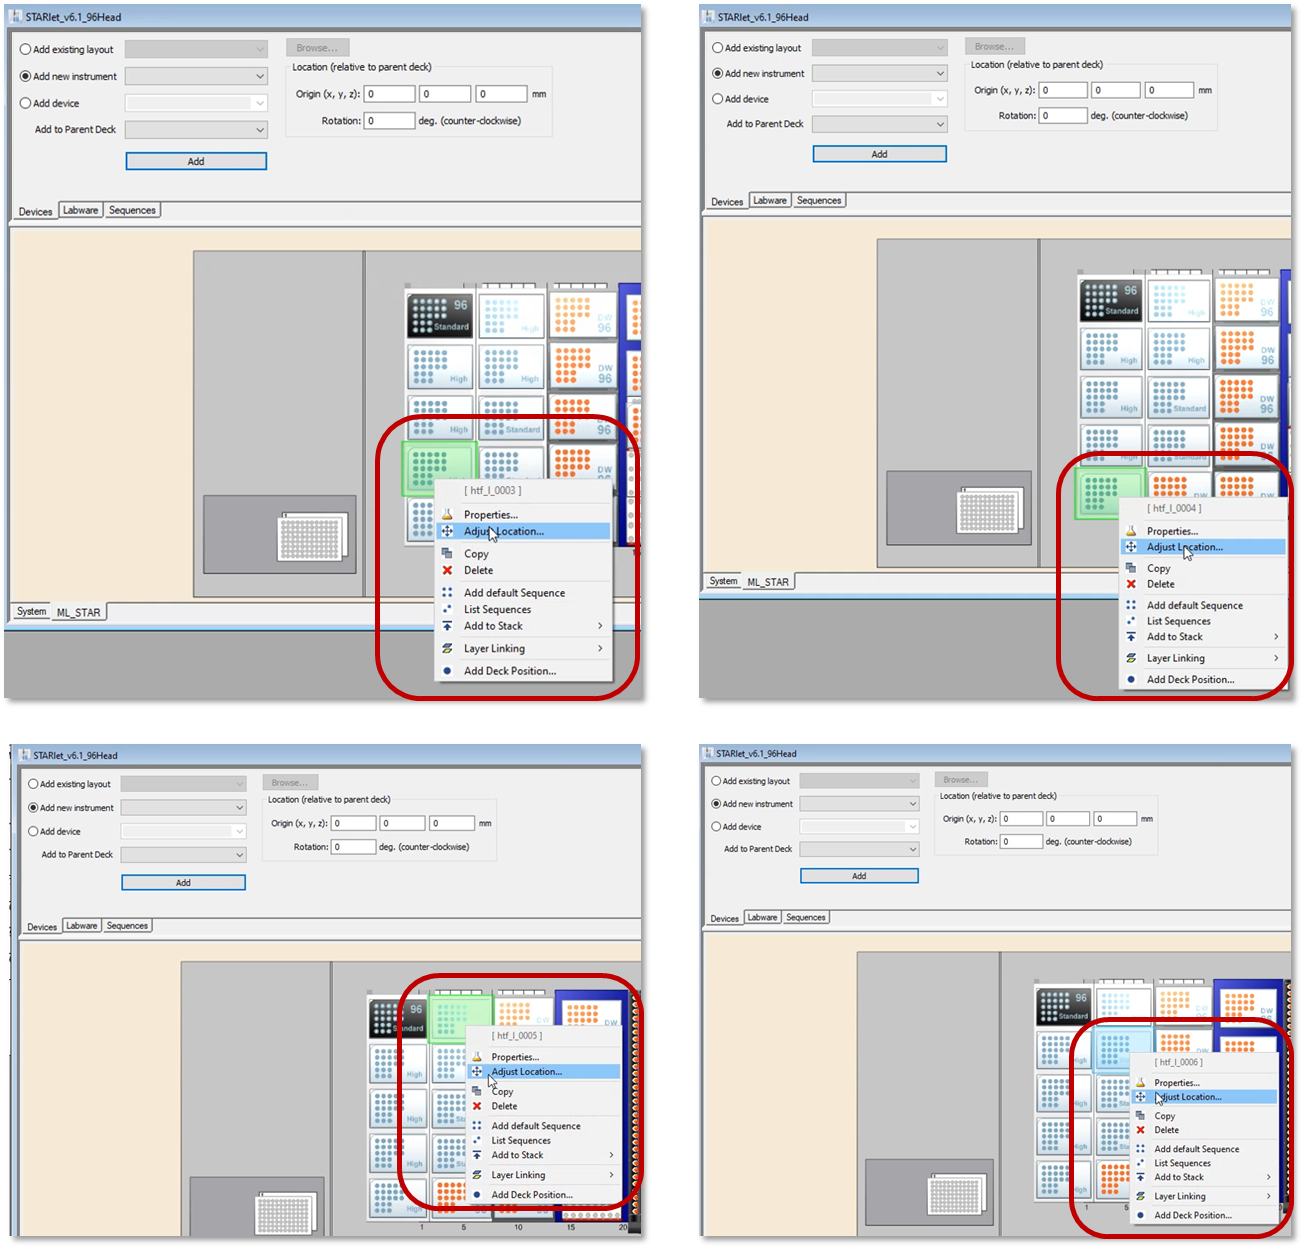 STARlet_v6.1_96Head
Add existing layout
Browse...
Add new instrument
Location (relative to parent deck)
Origin (x, y, z): 0 0 0 mm
Add device
Rotation: 0 deg. (counter-clockwise)
Add to Parent Deck
Add
Devices Labware Sequences
96
Standard
High
DW
96
High
High
DW
96
High
Standard
96
DW
[ htf_l_0003 ]
Properties...
Adjust Location...
Copy
Delete
Add default Sequence
List Sequences
Add to Stack
Layer Linking
Add Deck Position...
System ML_STAR
STARlet_v6.1_96Head
Add existing layout
Browse...
Add new instrument
Location (relative to parent deck)
Origin (x, y, z): 0 0 0 mm
Add device
Rotation: 0 deg. (counter-clockwise)
Add to Parent Deck
Add
Devices Labware Sequences
96
Standard
High
DW
96
High
High
DW
96
High
Standard
DW
96
High
Standard
[ htf_l_0004 ]
Properties...
Adjust Location...
Copy
Delete
Add default Sequence
List Sequences
Add to Stack
Layer Linking
Add Deck Position...
System ML_STAR
STARlet_v6.1_96Head
Add existing layout
Browse...
Add new instrument
Location (relative to parent deck)
Origin (x, y, z): 0 0 0 mm
Add device
Rotation: 0 deg. (counter-clockwise)
Add to Parent Deck
Add
Devices Labware Sequences
96
Standard
DW
DW
High
High
High
High
[ htf_l_0005 ]
Properties...
Adjust Location...
Copy
Delete
Add default Sequence
List Sequences
Add to Stack
Layer Linking
Add Deck Position...
1 5 10 15 20
STARlet_v6.1_96Head
Add existing layout
Browse...
Add new instrument
Location (relative to parent deck)
Origin (x, y, z): 0 0 0 mm
Add device
Rotation: 0 deg. (counter-clockwise)
Add to Parent Deck
Add
Devices Labware Sequences
96
Standard
High
DW
96
DW
High
High
High
High
[ htf_l_0006 ]
Properties...
Adjust Location...
Copy
Delete
Add default Sequence
List Sequences
Add to Stack
Layer Linking
Add Deck Position...
1 5